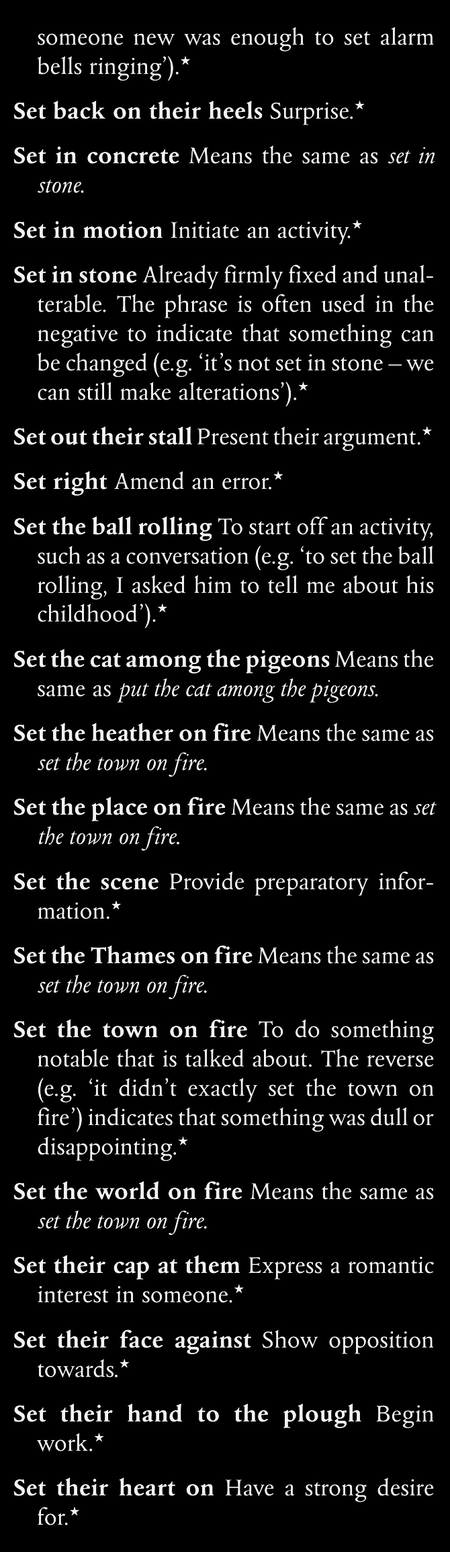 someone new was enough to set alarm
bells ringing’).★
Set back on their heels Surprise.★
Set in concrete Means the same as set in
stone.
Set in motion Initiate an activity.★
Set in stone Already firmly fixed and unal-
terable. The phrase is often used in the
negative to indicate that something can
be changed (e.g. ‘it’s not set in stone – we
can still make alterations’).★
Set out their stall Present their argument.★
Set right Amend an error.★
Set the ball rolling To start off an activity,
such as a conversation (e.g. ‘to set the ball
rolling, I asked him to tell me about his
childhood’).★
Set the cat among the pigeons Means the
same as put the cat among the pigeons.
Set the heather on fire Means the same as
set the town on fire.
Set the place on fire Means the same as set
the town on fire.
Set the scene Provide preparatory infor-
mation.★
Set the Thames on fire Means the same as
set the town on fire.
Set the town on fire To do something
notable that is talked about. The reverse
(e.g. ‘it didn’t exactly set the town on
fire’) indicates that something was dull or
disappointing.★
Set the world on fire Means the same as
set the town on fire.
Set their cap at them Express a romantic
interest in someone.★
Set their face against Show opposition
towards.★
Set their hand to the plough Begin
work.★
Set their heart on Have a strong desire
for.★